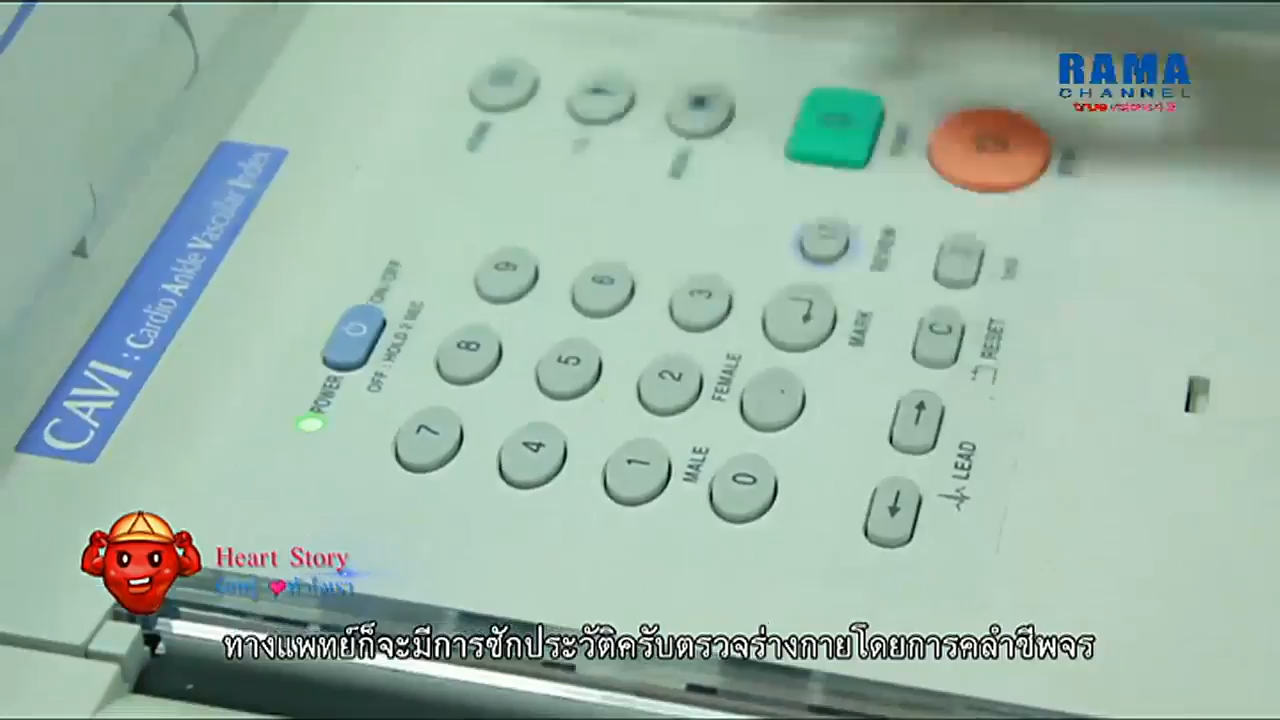 RAMA
CHANNEL
CAVI : Cardio Ankle Vascular Index
POWER
ON/OFF
OFF : HOLD 2 SEC
9
6
3
REVIEW
MARK
8
5
2
FEMALE
.
C
RESET
7
4
1
MALE
0
LEAD
Heart Story
ทางแพทย์ก็จะมีการซักประวัติครับตรวจร่างกายโดยการคลำชีพจร